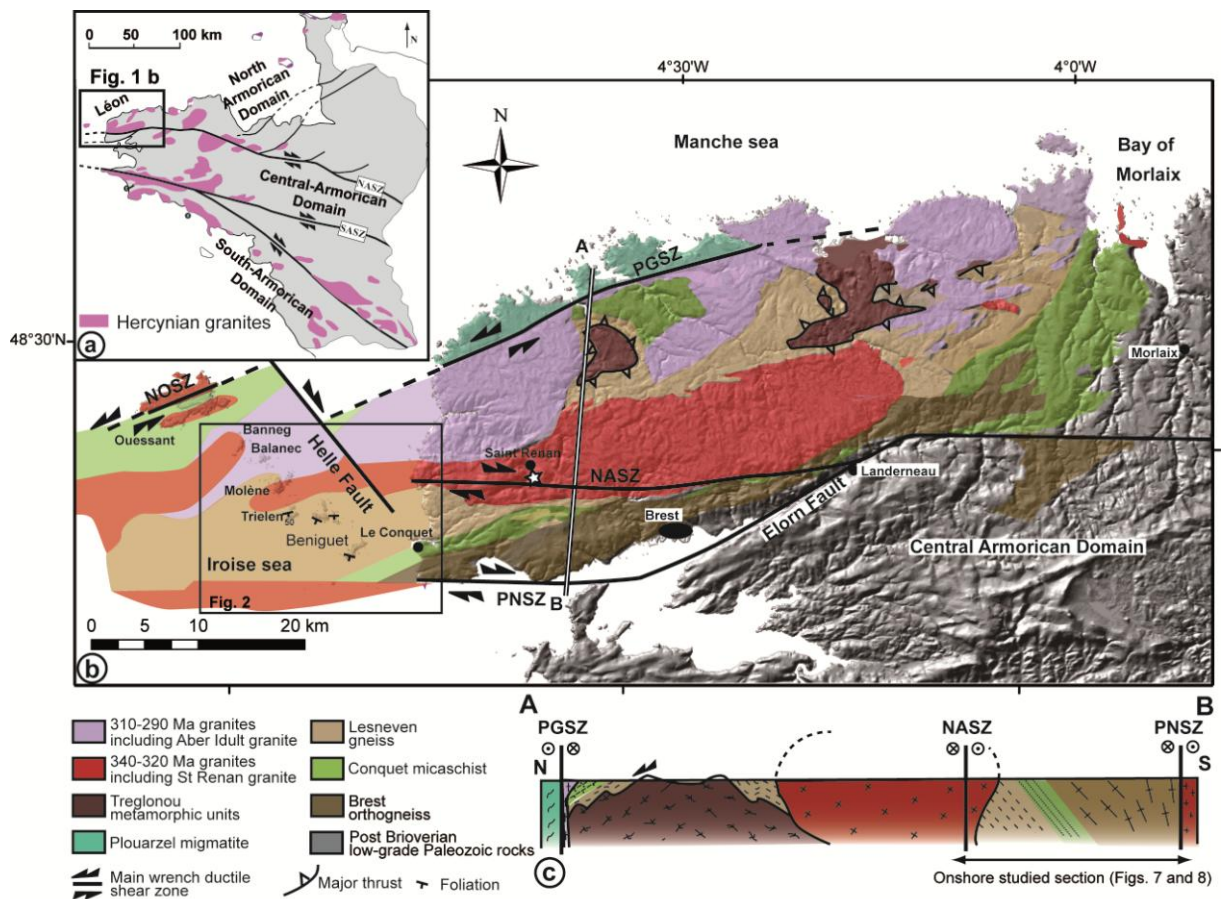 0 50 100 km
N
Fig. 1 b
Léon
North
Armorican
Domain
NASZ
Central-Armorican
Domain
SASZ
South-Armorican
Domain
Hercynian granites
a
4°30'W
4°0'W
N
Manche sea
Bay of
Morlaix
A
PGSZ
48°30'
Morlaix
NOSZ
Ouessant
Banneg
Balanec
Helle Fault
Saint Renan
NASZ
Landerneau
Molène
Trielen
50
Beniguet
Le Conquet
Brest
Elorn Fault
Central Armorican Domain
Iroise sea
Fig. 2
PNSZ
B
0 5 10 20 km
b
310-290 Ma granites
including Aber Idult granite
340-320 Ma granites
including St Renan granite
Treglonou
metamorphic units
Plouarzel migmatite
Main wrench ductile
shear zone
Lesneven
gneiss
Conquet micaschist
Brest
orthogneiss
Post Brioverian
low-grade Paleozoic rocks
Major thrust
Foliation
A
B
PGSZ
NASZ
PNSZ
N
S
c
Onshore studied section (Figs. 7 and 8)